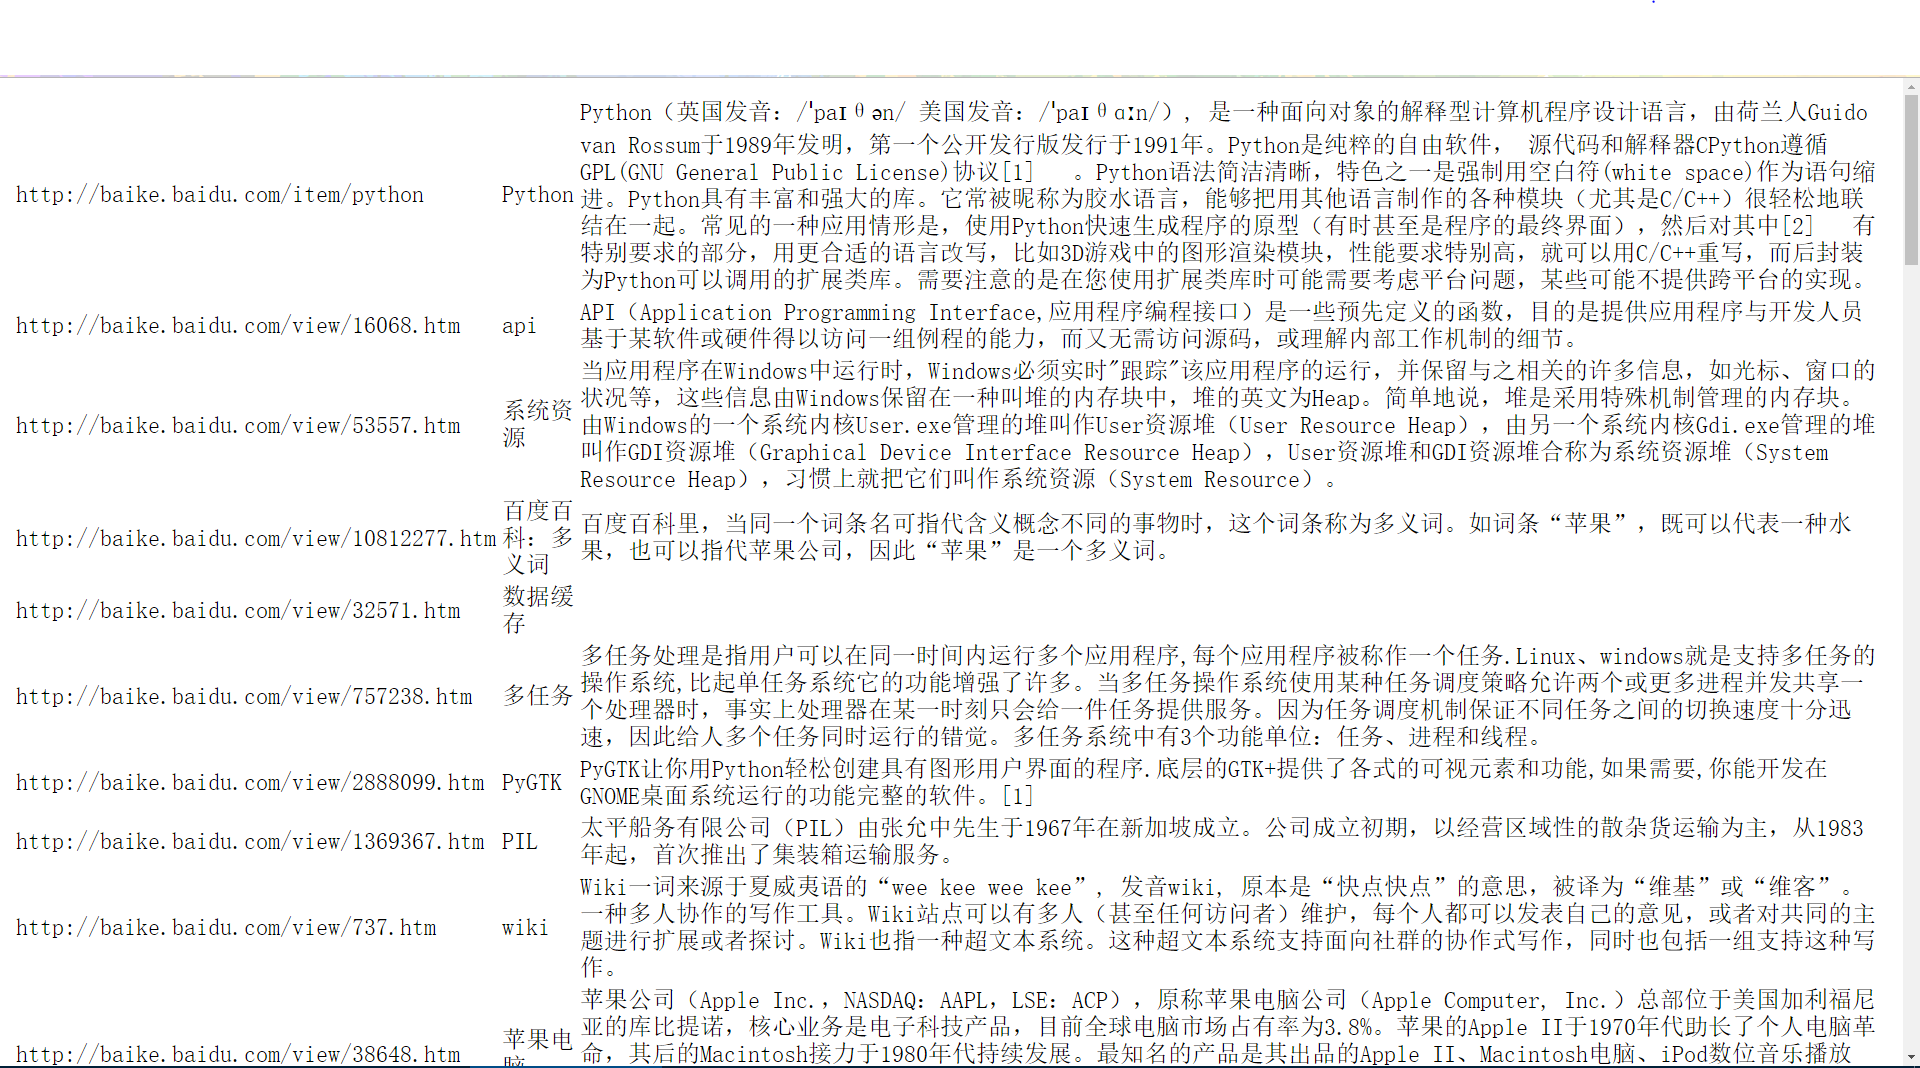 http://baike.baidu.com/item/python
Python
Python（英国发音：/ˈpaɪθən/ 美国发音：/ˈpaɪθɑːn/）, 是一种面向对象的解释型计算机程序设计语言，由荷兰人Guido
van Rossum于1989年发明，第一个公开发行版发行于1991年。Python是纯粹的自由软件， 源代码和解释器CPython遵循
GPL(GNU General Public License)协议[1]  。Python语法简洁清晰，特色之一是强制用空白符(white space)作为语句缩
进。Python具有丰富和强大的库。它常被昵称为胶水语言，能够把用其他语言制作的各种模块（尤其是C/C++）很轻松地联
结在一起。常见的一种应用情形是，使用Python快速生成程序的原型（有时甚至是程序的最终界面），然后对其中[2]  有
特别要求的部分，用更合适的语言改写，比如3D游戏中的图形渲染模块，性能要求特别高，就可以用C/C++重写，而后封装
为Python可以调用的扩展类库。需要注意的是在您使用扩展类库时可能需要考虑平台问题，某些可能不提供跨平台的实现。
http://baike.baidu.com/view/16068.htm
api
API（Application Programming Interface,应用程序编程接口）是一些预先定义的函数，目的是提供应用程序与开发人员
基于某软件或硬件得以访问一组例程的能力，而又无需访问源码，或理解内部工作机制的细节。
http://baike.baidu.com/view/53557.htm
系统资
源
当应用程序在Windows中运行时，Windows必须实时"跟踪"该应用程序的运行，并保留与之相关的许多信息，如光标、窗口的
状况等，这些信息由Windows保留在一种叫堆的内存块中，堆的英文为Heap。简单地说，堆是采用特殊机制管理的内存块。
由Windows的一个系统内核User.exe管理的堆叫作User资源堆（User Resource Heap），由另一个系统内核Gdi.exe管理的堆
叫作GDI资源堆（Graphical Device Interface Resource Heap），User资源堆和GDI资源堆合称为系统资源堆（System
Resource Heap），习惯上就把它们叫作系统资源（System Resource）。
http://baike.baidu.com/view/10812277.htm
百度百
科：多
义词
百度百科里，当同一个词条名可指代含义概念不同的事物时，这个词条称为多义词。如词条“苹果”，既可以代表一种水
果，也可以指代苹果公司，因此“苹果”是一个多义词。
http://baike.baidu.com/view/32571.htm
数据缓
存
http://baike.baidu.com/view/757238.htm
多任务
多任务处理是指用户可以在同一时间内运行多个应用程序,每个应用程序被称作一个任务.Linux、windows就是支持多任务的
操作系统,比起单任务系统它的功能增强了许多。当多任务操作系统使用某种任务调度策略允许两个或更多进程并发共享一
个处理器时，事实上处理器在某一时刻只会给一件任务提供服务。因为任务调度机制保证不同任务之间的切换速度十分迅
速，因此给人多个任务同时运行的错觉。多任务系统中有3个功能单位：任务、进程和线程。
http://baike.baidu.com/view/2888099.htm
PyGTK
PyGTK让你用Python轻松创建具有图形用户界面的程序.底层的GTK+提供了各式的可视元素和功能,如果需要,你能开发在
GNOME桌面系统运行的功能完整的软件。[1]
http://baike.baidu.com/view/1369367.htm
PIL
太平船务有限公司（PIL）由张允中先生于1967年在新加坡成立。公司成立初期，以经营区域性的散杂货运输为主，从1983
年起，首次推出了集装箱运输服务。
http://baike.baidu.com/view/737.htm
wiki
Wiki一词来源于夏威夷语的“wee kee wee kee”, 发音wiki, 原本是“快点快点”的意思，被译为“维基”或“维客”。
一种多人协作的写作工具。Wiki站点可以有多人（甚至任何访问者）维护，每个人都可以发表自己的意见，或者对共同的主
题进行扩展或者探讨。Wiki也指一种超文本系统。这种超文本系统支持面向社群的协作式写作，同时也包括一组支持这种写
作。
http://baike.baidu.com/view/38648.htm
苹果电
脑
苹果公司（Apple Inc.，NASDAQ：AAPL，LSE：ACP），原称苹果电脑公司（Apple Computer, Inc.）总部位于美国加利福尼
亚的库比提诺，核心业务是电子科技产品，目前全球电脑市场占有率为3.8%。苹果的Apple II于1970年代助长了个人电脑革
命，其后的Macintosh接力于1980年代持续发展。最知名的产品是其出品的Apple II、Macintosh电脑、iPod数位音乐播放